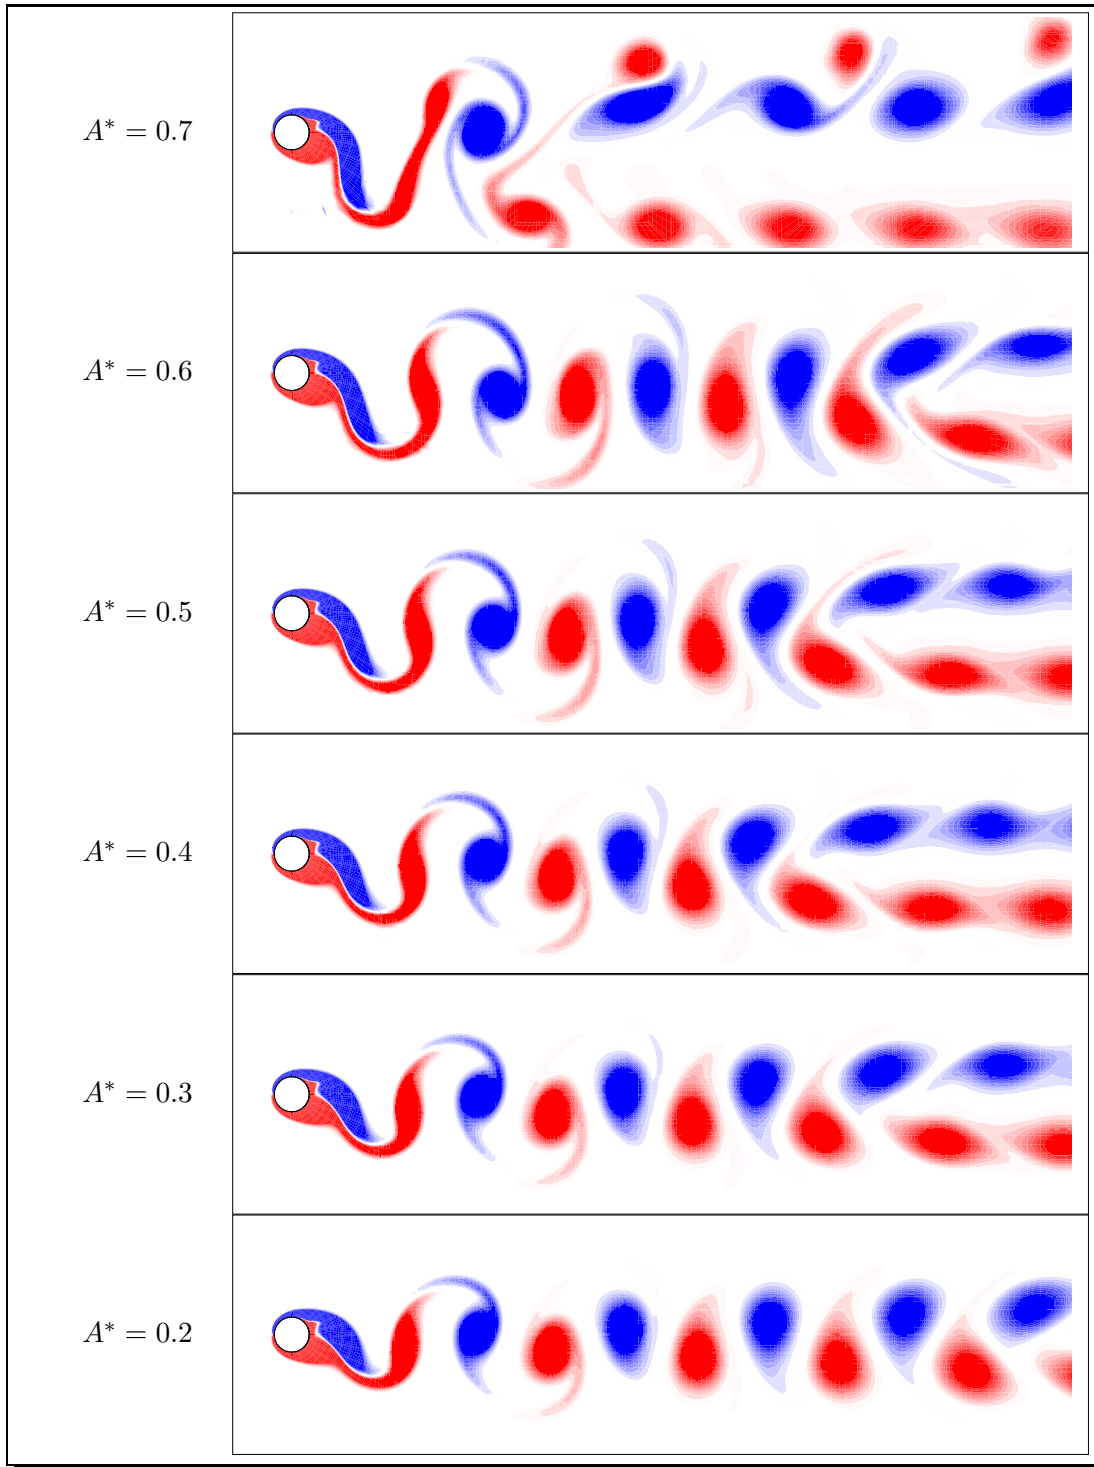 A* = 0.7
A* = 0.6
A* = 0.5
A* = 0.4
A* = 0.3
A* = 0.2